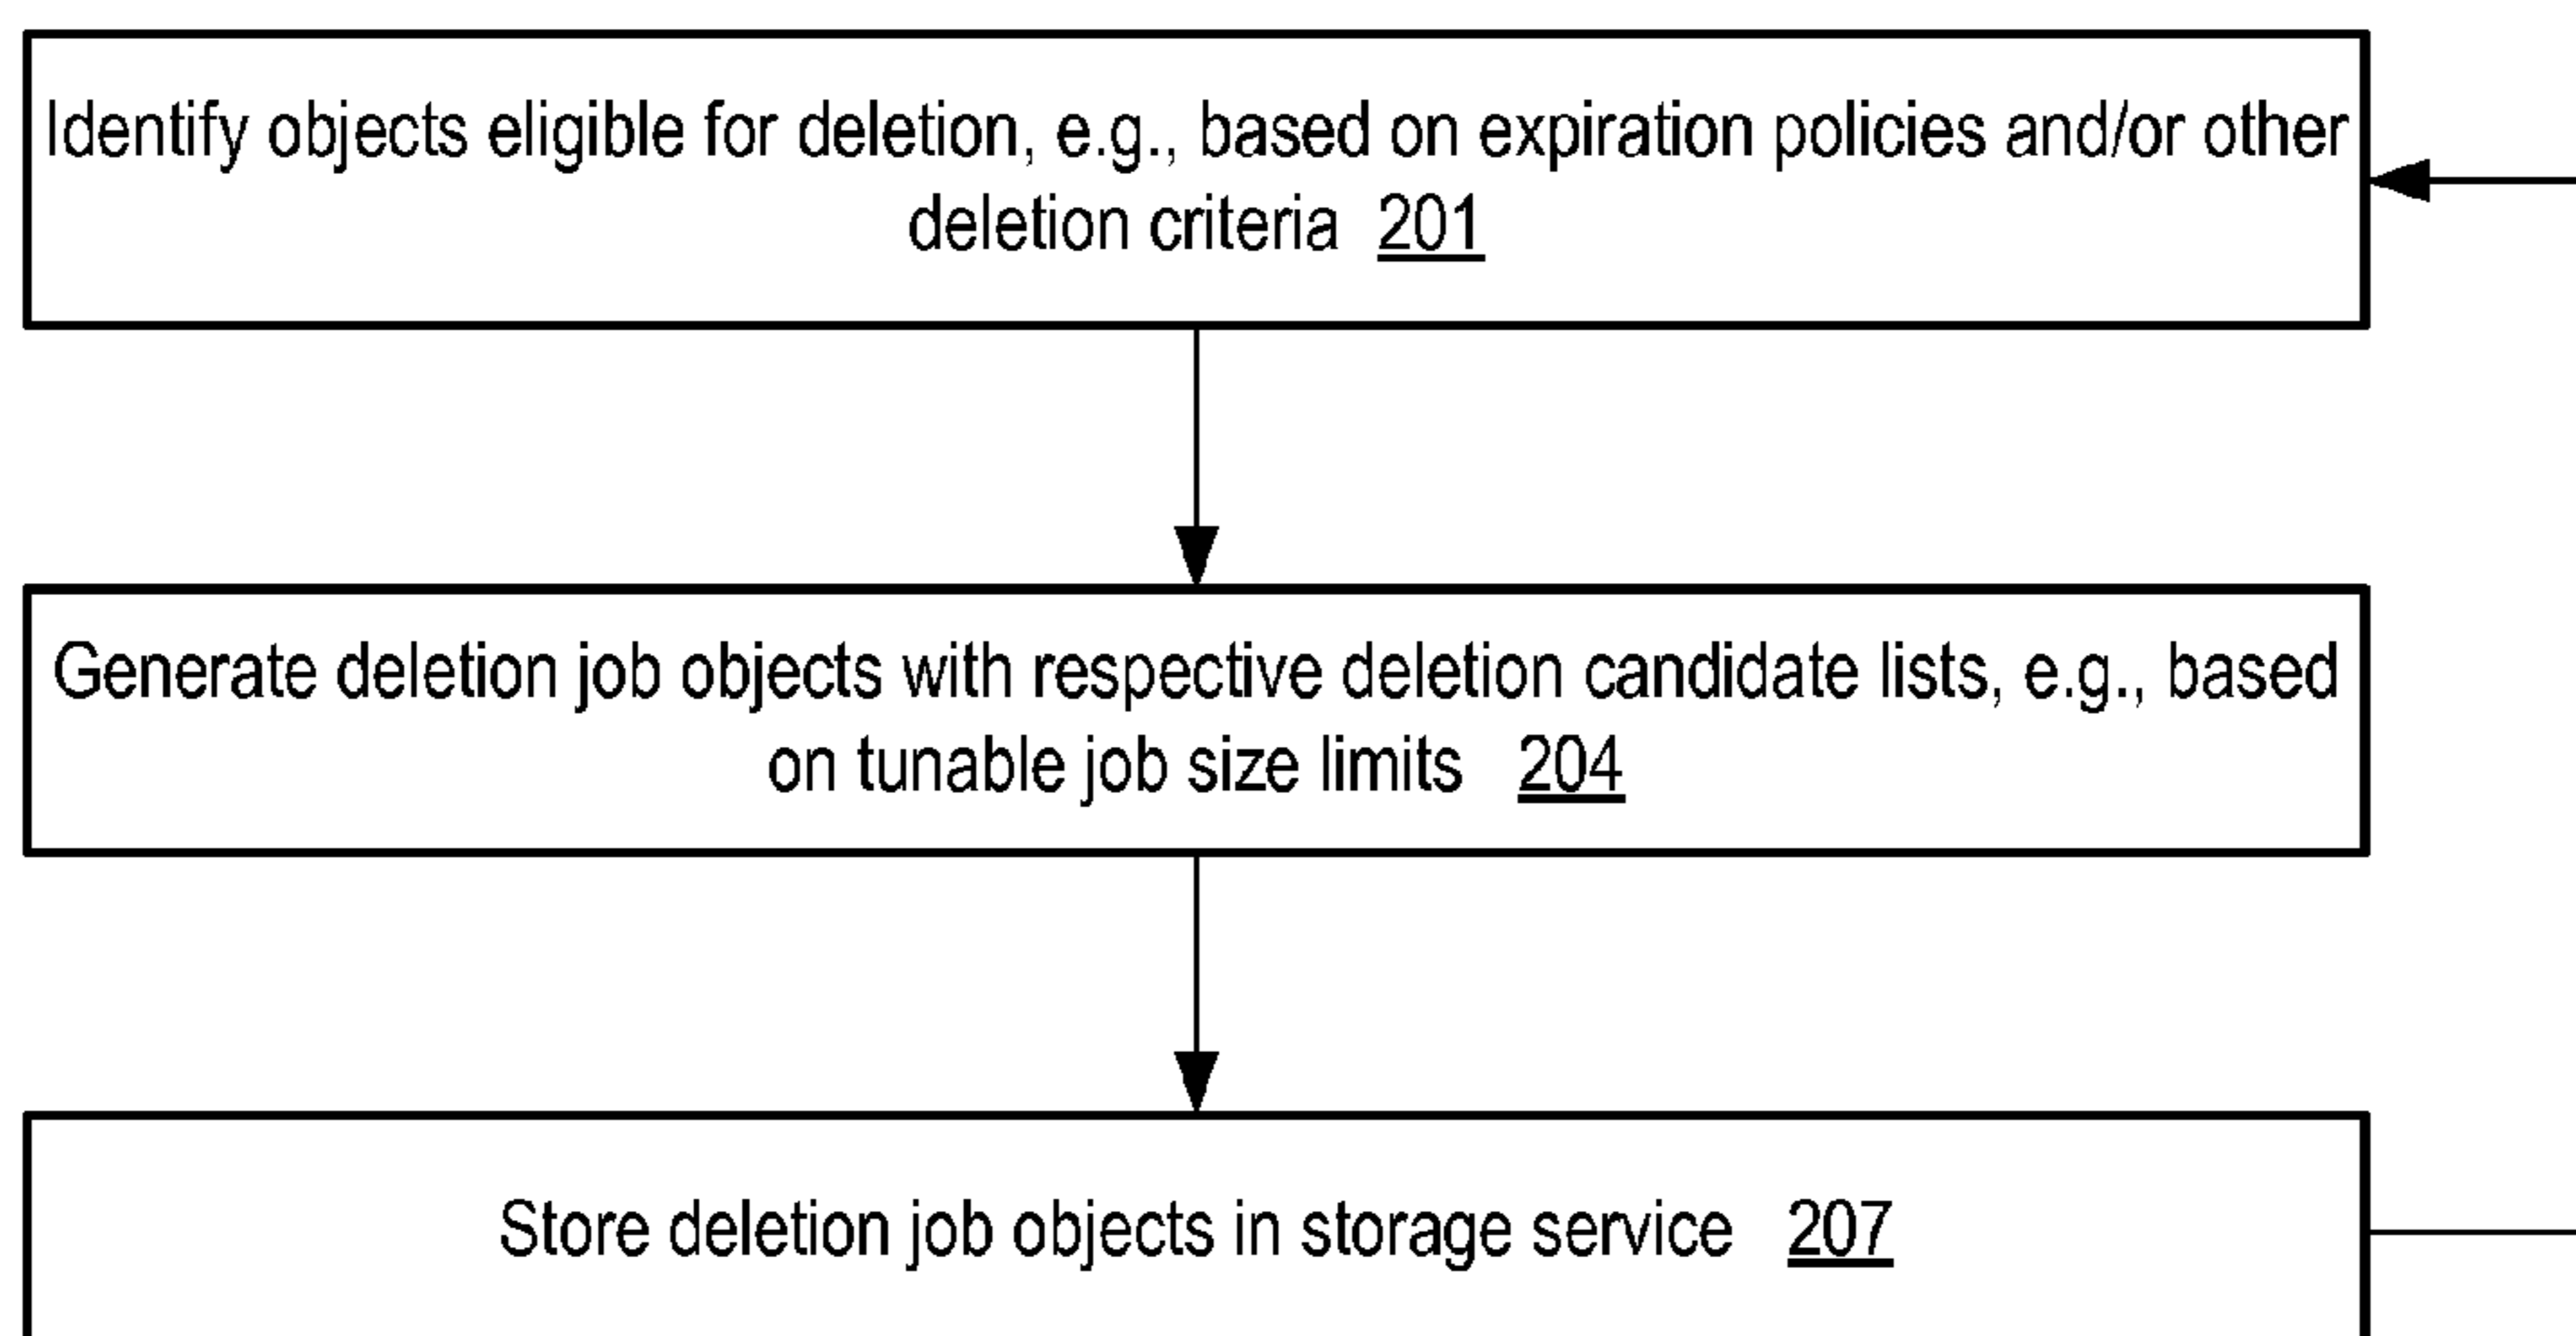 Identify objects eligible for deletion, e.g., based on expiration policies and/or other
deletion criteria 201
Generate deletion job objects with respective deletion candidate lists, e.g., based
on tunable job size limits 204
Store deletion job objects in storage service 207